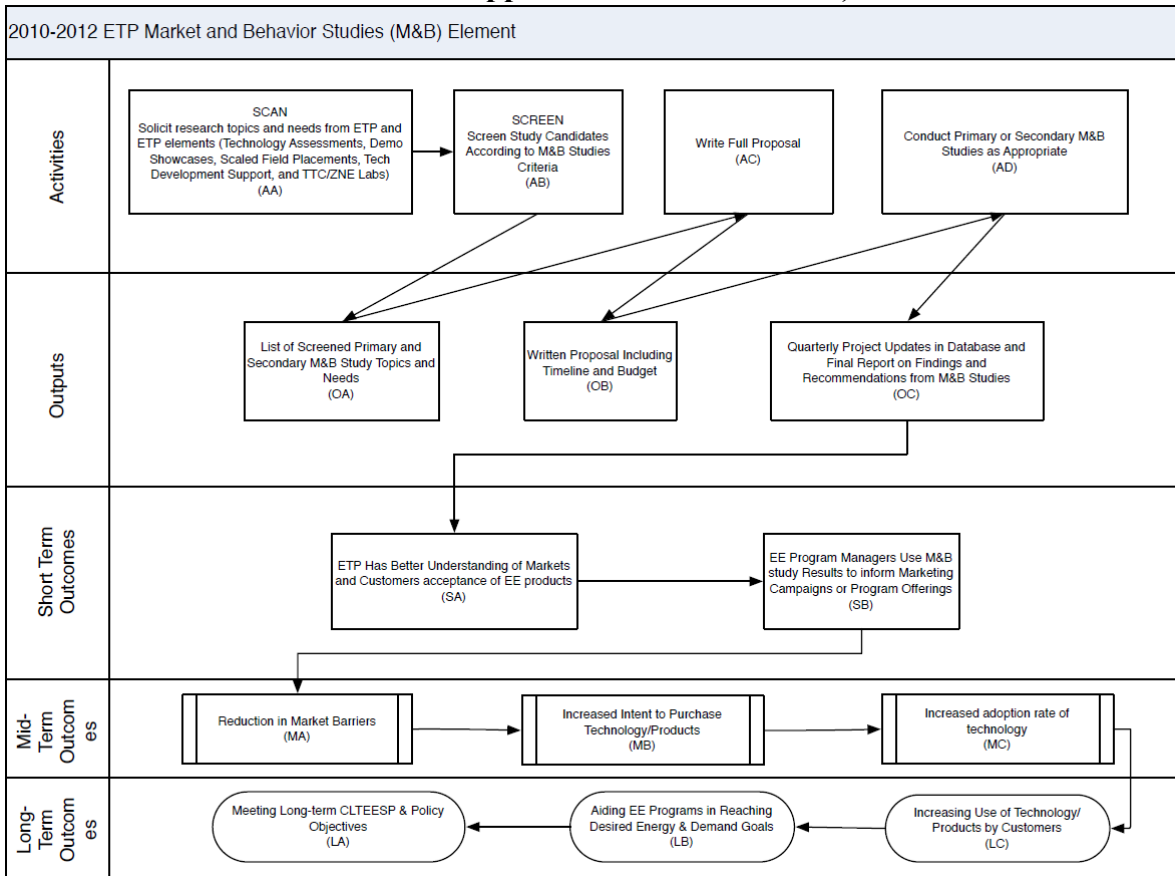 2010-2012 ETP Market and Behavior Studies (M&B) Element
Activities
SCAN
Solicit research topics and needs from ETP and
ETP elements (Technology Assessments, Demo
Showcases, Scaled Field Placements, Tech
Development Support, and TTC/ZNE Labs)
(AA)
SCREEN
Screen Study Candidates
According to M&B Studies
Criteria
(AB)
Write Full Proposal
(AC)
Conduct Primary or Secondary M&B
Studies as Appropriate
(AD)
Outputs
List of Screened Primary and
Secondary M&B Study Topics and
Needs
(OA)
Written Proposal Including
Timeline and Budget
(OB)
Quarterly Project Updates in Database and
Final Report on Findings and
Recommendations from M&B Studies
(OC)
Short Term
Outcomes
ETP Has Better Understanding of Markets
and Customers acceptance of EE products
(SA)
EE Program Managers Use M&B
study Results to inform Marketing
Campaigns or Program Offerings
(SB)
Mid-
Term
Outcom
es
Reduction in Market Barriers
(MA)
Increased Intent to Purchase
Technology/Products
(MB)
Increased adoption rate of
technology
(MC)
Long-
Term
Outcom
es
Meeting Long-term CLTEESP & Policy
Objectives
(LA)
Aiding EE Programs in Reaching
Desired Energy & Demand Goals
(LB)
Increasing Use of Technology/
Products by Customers
(LC)